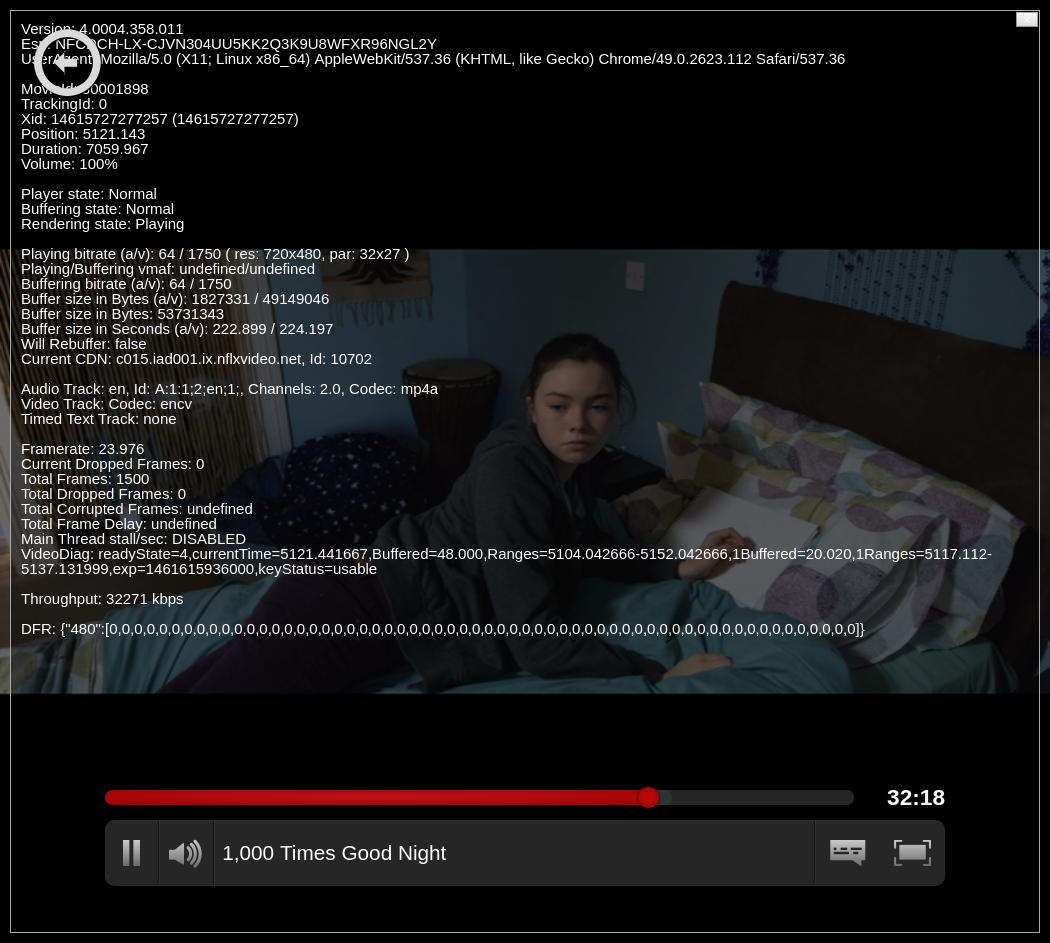 Version: 4.0004.358.011
Esn: NFCDCH-LX-CJVN304UU5KK2Q3K9U8WFXR96NGL2Y
UserAgent: Mozilla/5.0 (X11; Linux x86_64) AppleWebKit/537.36 (KHTML, like Gecko) Chrome/49.0.2623.112 Safari/537.36
MovieId: 80001898
TrackingId: 0
Xid: 14615727277257 (14615727277257)
Position: 5121.143
Duration: 7059.967
Volume: 100%
Player state: Normal
Buffering state: Normal
Rendering state: Playing
Playing bitrate (a/v): 64 / 1750 ( res: 720x480, par: 32x27 )
Playing/Buffering vmaf: undefined/undefined
Buffering bitrate (a/v): 64 / 1750
Buffer size in Bytes (a/v): 1827331 / 49149046
Buffer size in Bytes: 53731343
Buffer size in Seconds (a/v): 222.899 / 224.197
Will Rebuffer: false
Current CDN: c015.iad001.ix.nflxvideo.net, Id: 10702
Audio Track: en, Id: A:1:1;2;en;1;, Channels: 2.0, Codec: mp4a
Video Track: Codec: encv
Timed Text Track: none
Framerate: 23.976
Current Dropped Frames: 0
Total Frames: 1500
Total Dropped Frames: 0
Total Corrupted Frames: undefined
Total Frame Delay: undefined
Main Thread stall/sec: DISABLED
VideoDiag: readyState=4,currentTime=5121.441667,Buffered=48.000,Ranges=5104.042666-5152.042666,1Buffered=20.020,1Ranges=5117.112-
5137.131999,exp=1461615936000,keyStatus=usable
Throughput: 32271 kbps
DFR: {"480":[0,0,0,0,0,0,0,0,0,0,0,0,0,0,0,0,0,0,0,0,0,0,0,0,0,0,0,0,0,0,0,0,0,0,0,0,0,0,0,0,0,0,0,0,0,0,0,0,0,0,0,0,0,0,0,0,0,0,0,0]}
32:18
1,000 Times Good Night